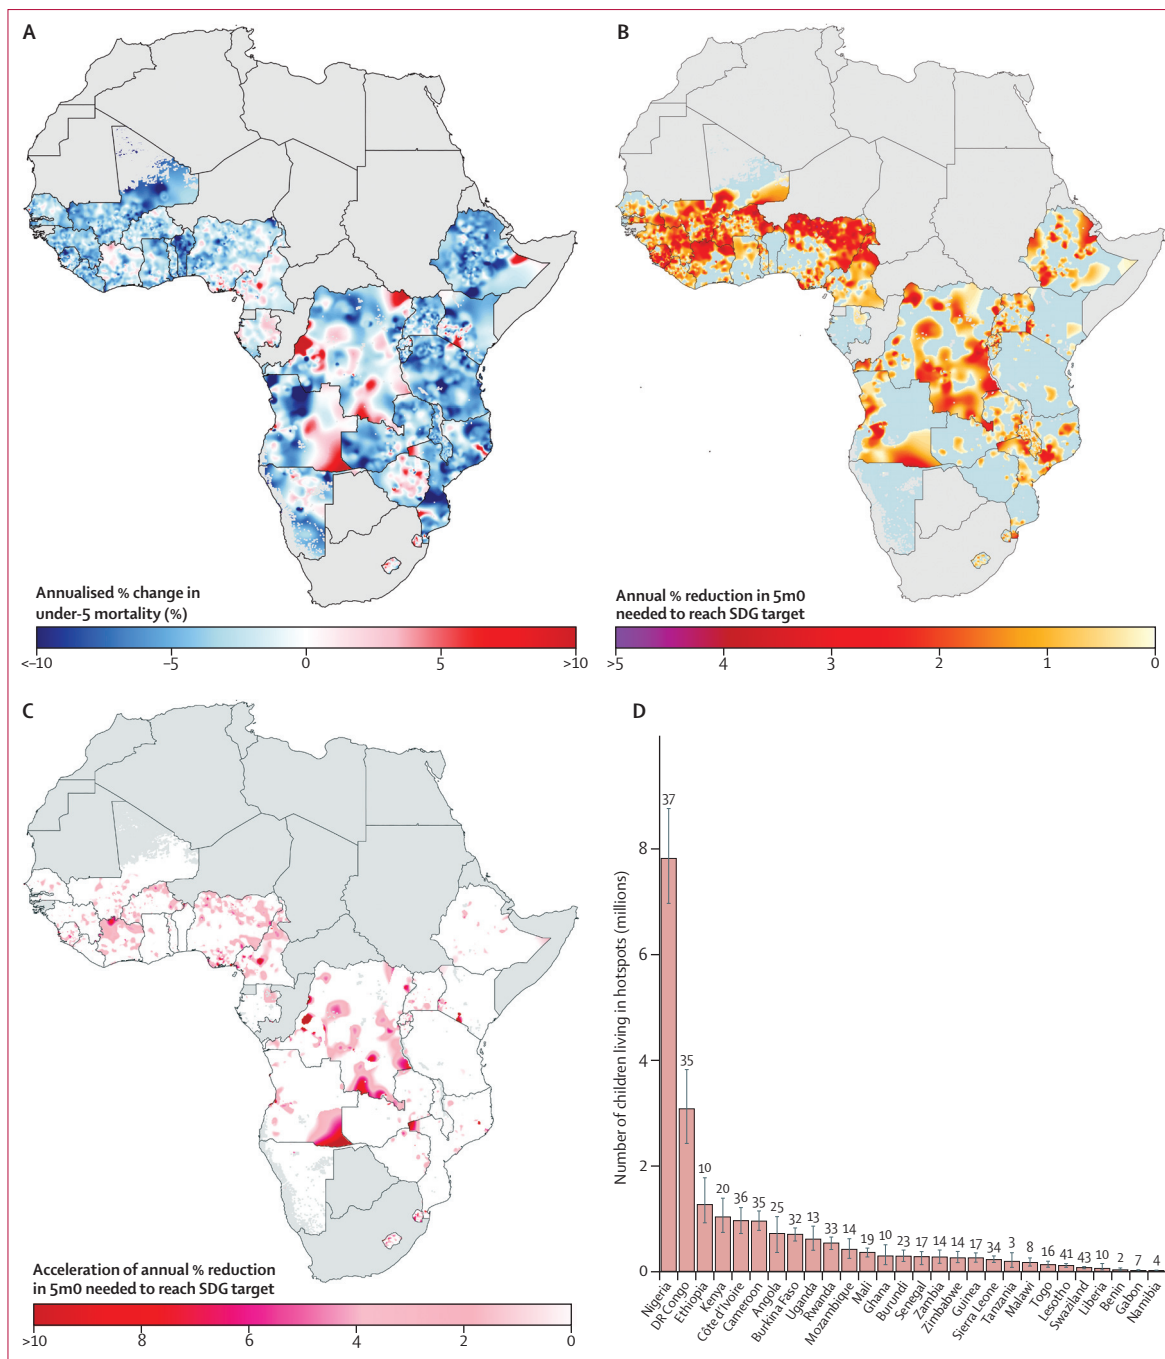 A
B
Annualised % change in
under-5 mortality (%)
<–10 –5 0 5 >10
Annual % reduction in 5m0
needed to reach SDG target
>5 4 3 2 1 0
C
D
Acceleration of annual % reduction
in 5m0 needed to reach SDG target
>10 8 6 4 2 0
Number of children living in hotspots (millions)
8
6
4
2
0
37
35
10
20
36
35
25
32
13
33
14
19
10
23
17
14
14
17
34
3
8
16
41
43
10
2
7
4
Nigeria
DR Congo
Ethiopia
Kenya
Côte d'Ivoire
Cameroon
Angola
Burkina Faso
Uganda
Rwanda
Mozambique
Mali
Ghana
Burundi
Senegal
Zambia
Zimbabwe
Guinea
Sierra Leone
Tanzania
Malawi
Togo
Lesotho
Swaziland
Liberia
Benin
Gabon
Namibia